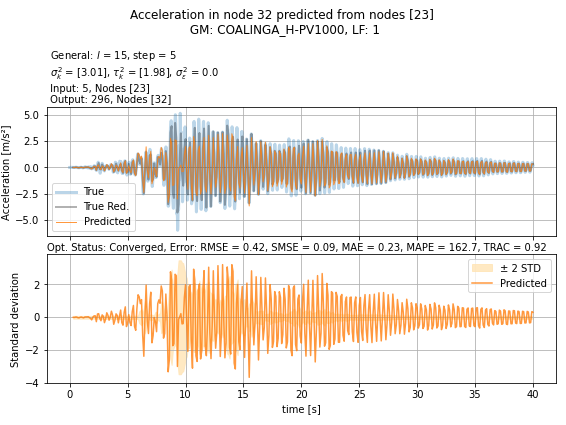 Acceleration in node 32 predicted from nodes [23]
GM: COALINGA_H-PV1000, LF: 1
General: l = 15, step = 5
σ²ₖ = [3.01], τ²ₖ = [1.98], σ²ᵣ = 0.0
Input: 5, Nodes [23]
Output: 296, Nodes [32]
Acceleration [m/s²]
5.0
2.5
0.0
−2.5
−5.0
True
True Red.
Predicted
Opt. Status: Converged, Error: RMSE = 0.42, SMSE = 0.09, MAE = 0.23, MAPE = 162.7, TRAC = 0.92
Standard deviation
2
0
−2
−4
± 2 STD
Predicted
0 5 10 15 20 25 30 35 40
time [s]